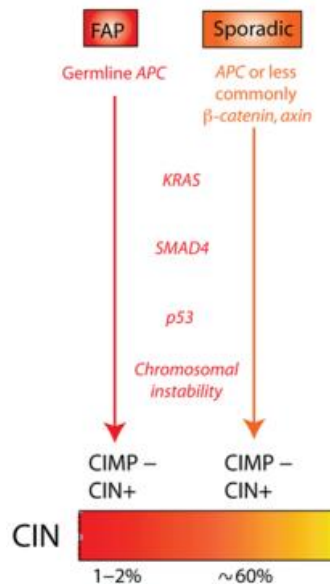 FAP
Sporadic
Germline APC
APC or less
commonly
β-catenin, axin
KRAS
SMAD4
p53
Chromosomal
instability
CIMP –
CIN+
CIMP –
CIN+
CIN
1–2%
~60%